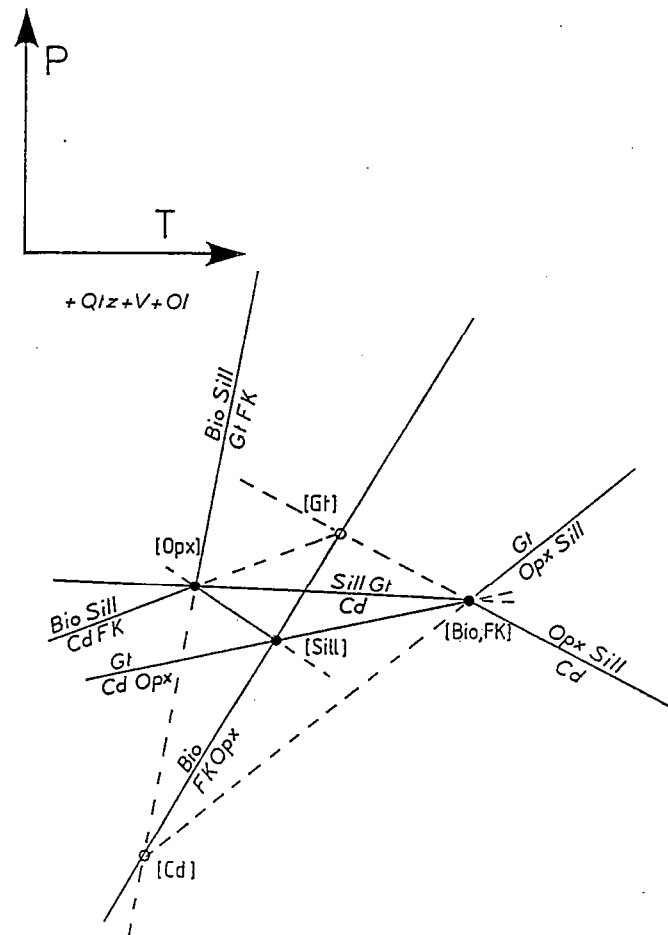 P
T
+ Qtz + V + Ol
Bio Sill
Gt FK
[Gt]
[Opx]
Gt
Opx Sill
Sill Gt
Cd
Bio Sill
Cd FK
[Bio,FK]
Gt
Cd Opx
[Sill]
Opx Sill
Cd
Bio
FK Opx
[Cd]